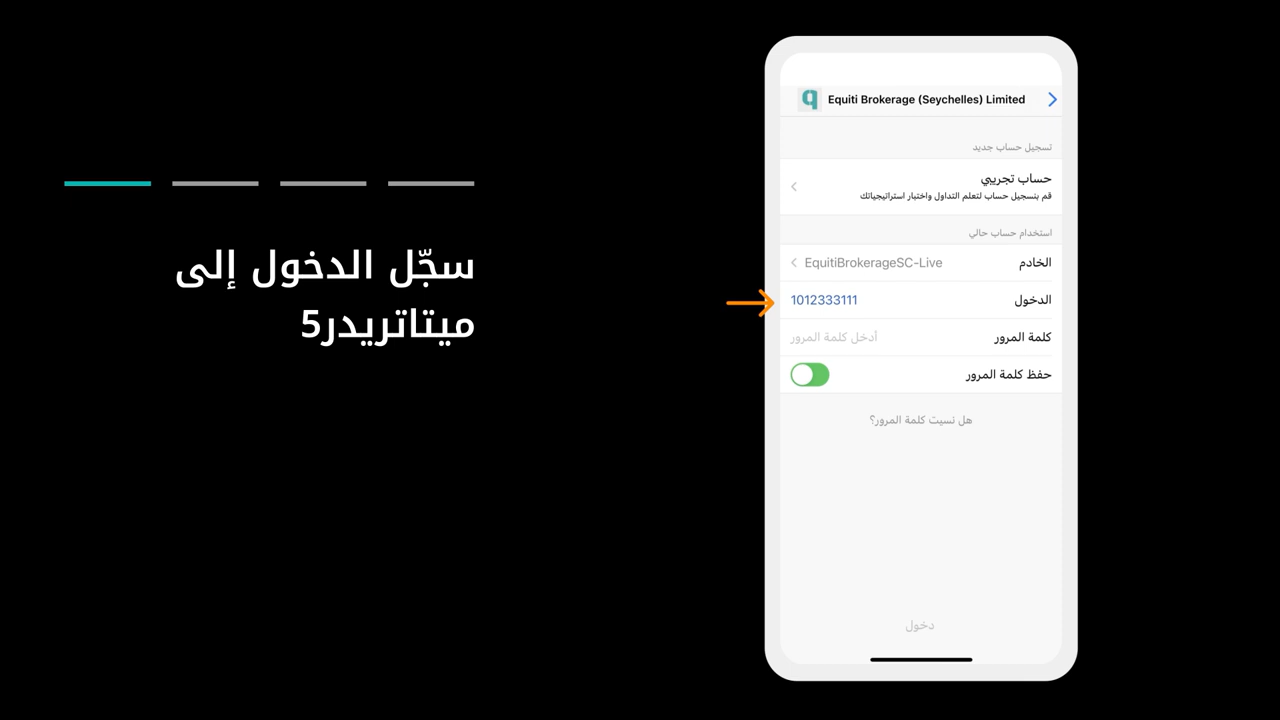 سجّل الدخول إلى
ميتاتريدر5
Equiti Brokerage (Seychelles) Limited
تسجيل حساب جديد
حساب تجريبي
قم بتسجيل حساب لتعلم التداول واختبار استراتيجياتك
استخدام حساب حالي
الخادم EquitiBrokerageSC-Live
الدخول 1012333111
كلمة المرور أدخل كلمة المرور
حفظ كلمة المرور
هل نسيت كلمة المرور؟
دخول